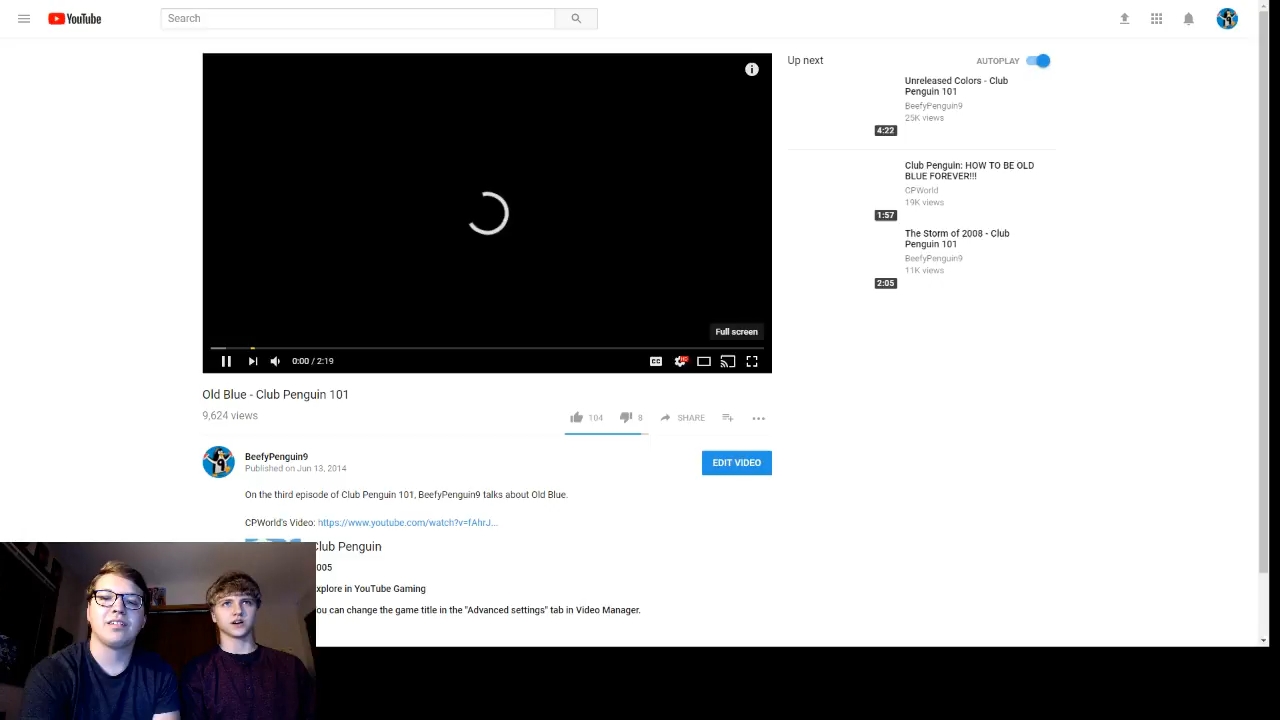 YouTube
Search
Full screen
0:00 / 2:19
CC
HD
Old Blue - Club Penguin 101
9,624 views
104
8
SHARE
BeefyPenguin9
Published on Jun 13, 2014
EDIT VIDEO
On the third episode of Club Penguin 101, BeefyPenguin9 talks about Old Blue.
CPWorld's Video: https://www.youtube.com/watch?v=fAhrJ...
Club Penguin
005
xplore in YouTube Gaming
ou can change the game title in the "Advanced settings" tab in Video Manager.
Up next
AUTOPLAY
Unreleased Colors - Club
Penguin 101
BeefyPenguin9
25K views
4:22
Club Penguin: HOW TO BE OLD
BLUE FOREVER!!!
CPWorld
19K views
1:57
The Storm of 2008 - Club
Penguin 101
BeefyPenguin9
11K views
2:05